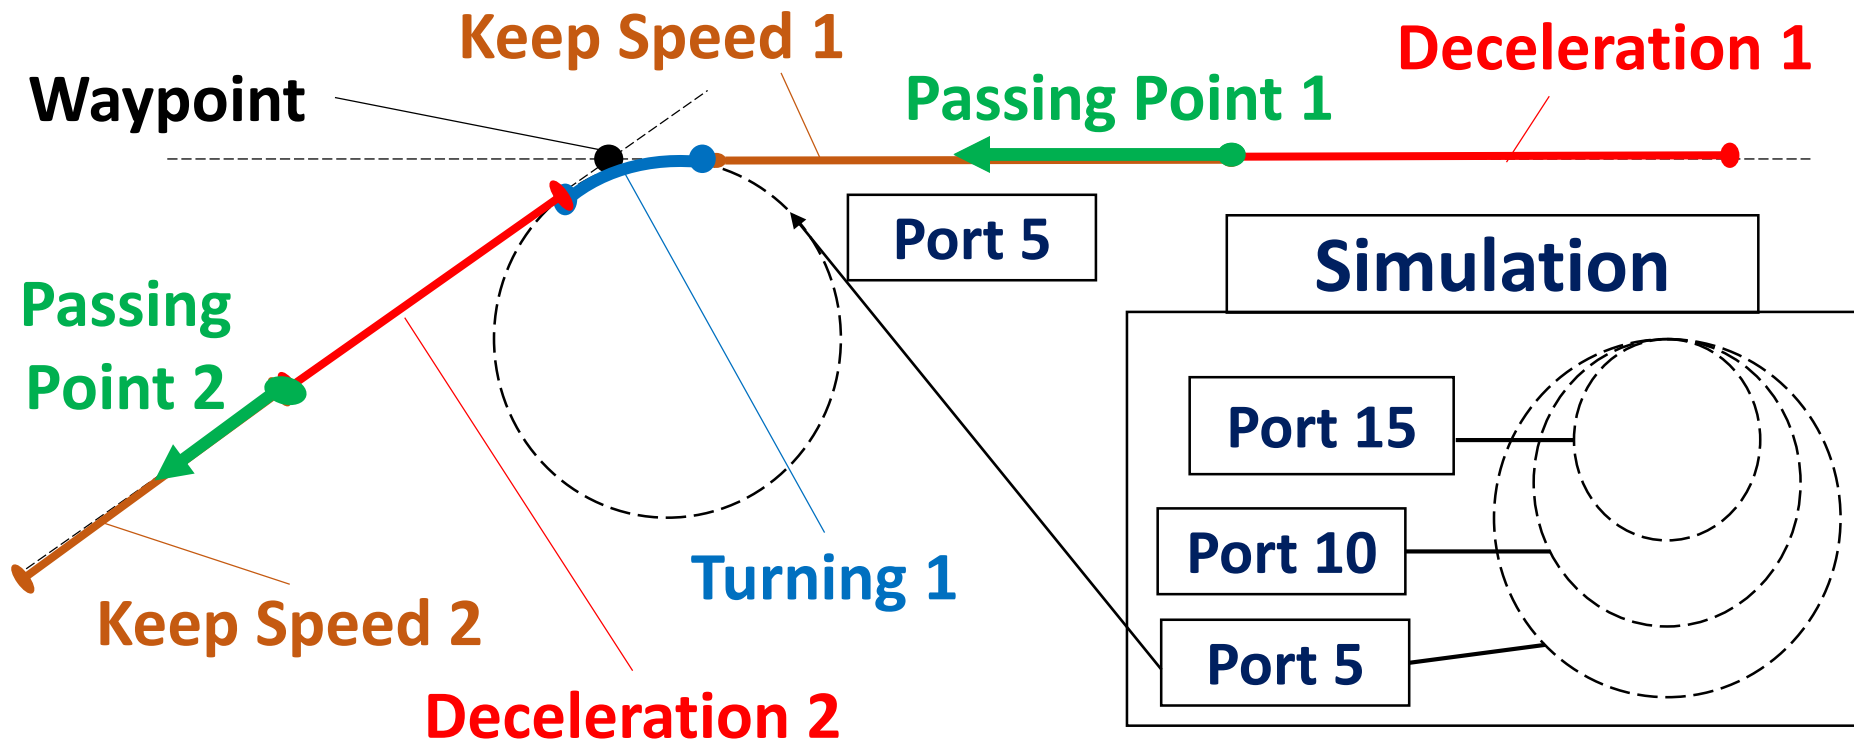 Keep Speed 1
Deceleration 1
Waypoint
Passing Point 1
Port 5
Simulation
Passing
Point 2
Port 15
Port 10
Turning 1
Keep Speed 2
Port 5
Deceleration 2